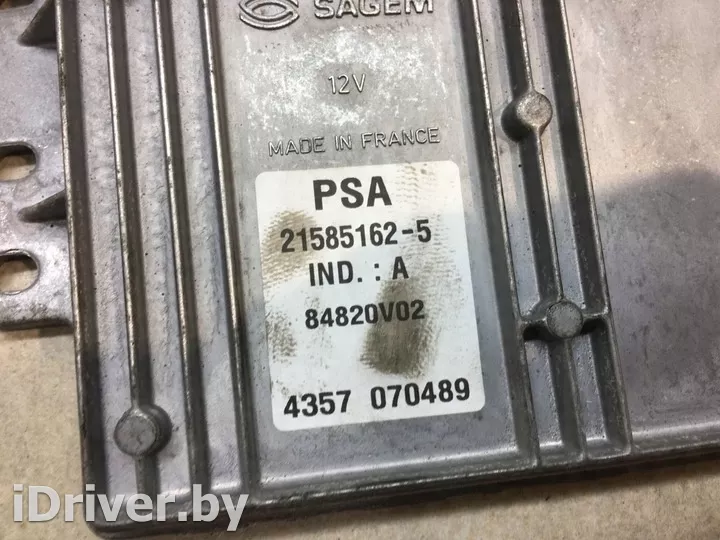 SAGEM
12V
MADE IN FRANCE
PSA
21585162-5
IND. : A
84820V02
4357 070489
iDriver.by